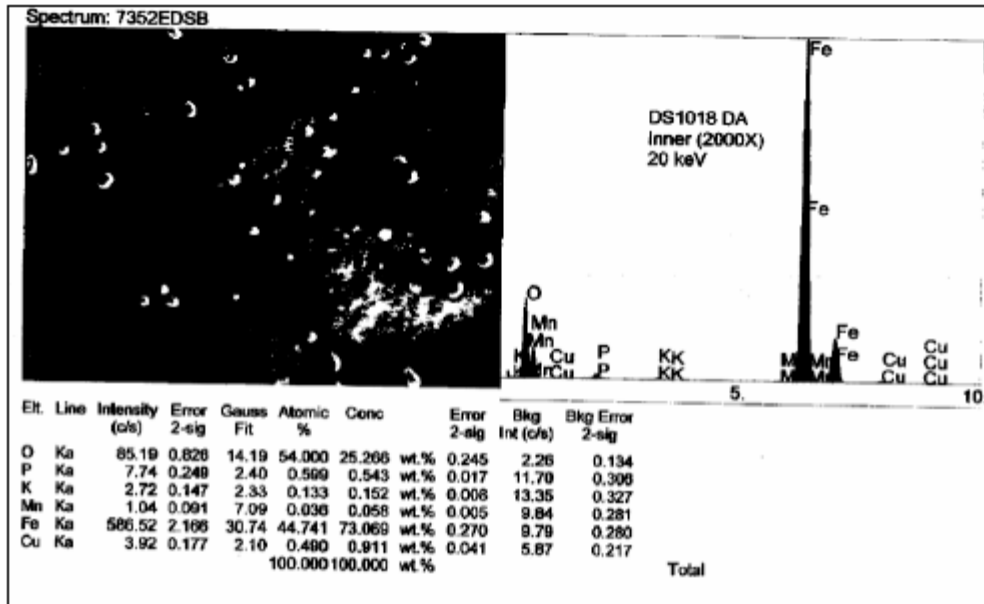 Spectrum: 7352EDSB
DS1018 DA
Inner (2000X)
20 keV
Fe
Fe
O
Mn
Mn
K
Mn
Cu
Cu
P
P
K K
K K
M
M
Mn
Mn
Fe
Fe
Cu
Cu
Cu
Cu
Cu
5.
10
Elt. Line Intensity (c/s) Error 2-sig Gauss Fit Atomic % Conc Error 2-sig Bkg Int (c/s) Bkg Error 2-sig
O Ka 85.19 0.826 14.19 54.000 25.266 wt.% 0.245 2.26 0.134
P Ka 7.74 0.249 2.40 0.599 0.543 wt.% 0.017 11.70 0.306
K Ka 2.72 0.147 2.33 0.133 0.152 wt.% 0.008 13.35 0.327
Mn Ka 1.04 0.091 7.09 0.036 0.058 wt.% 0.005 9.84 0.281
Fe Ka 586.52 2.166 30.74 44.741 73.069 wt.% 0.270 9.79 0.280
Cu Ka 3.92 0.177 2.10 0.490 0.911 wt.% 0.041 5.87 0.217
100.000 100.000 wt.%
Total